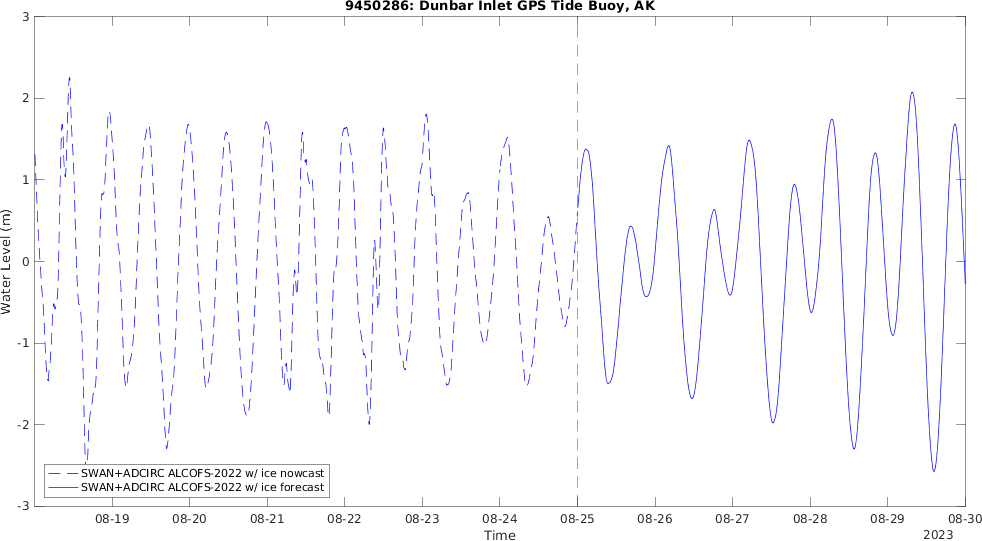 9450286: Dunbar Inlet GPS Tide Buoy, AK
3
2
1
0
-1
-2
-3
Water Level (m)
SWAN+ADCIRC ALCOFS-2022 w/ ice nowcast
SWAN+ADCIRC ALCOFS-2022 w/ ice forecast
08-19 08-20 08-21 08-22 08-23 08-24 08-25 08-26 08-27 08-28 08-29 08-30
Time
2023